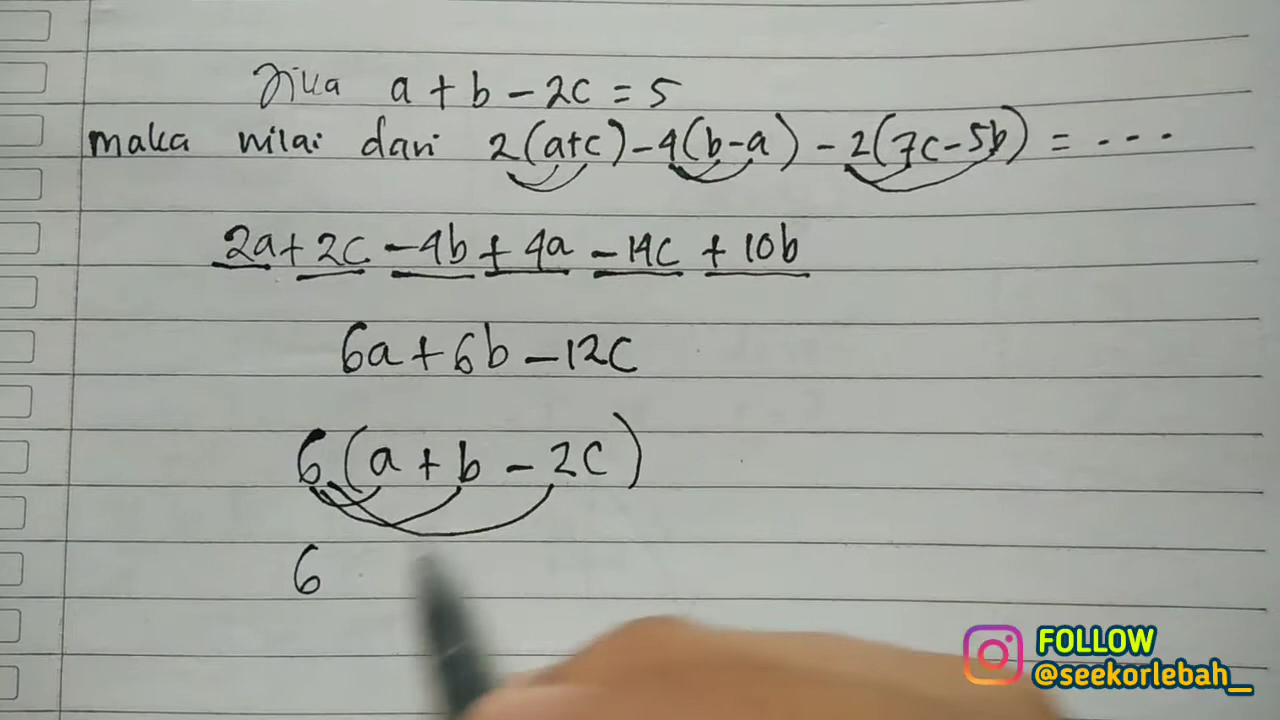 Jika a + b - 2c = 5
maka nilai dari 2(a+c) - 4(b-a) - 2(7c-5b) = ...
2a + 2c - 4b + 4a - 14c + 10b
6a + 6b - 12c
6(a + b - 2c)
6
FOLLOW
@seekorlebah_